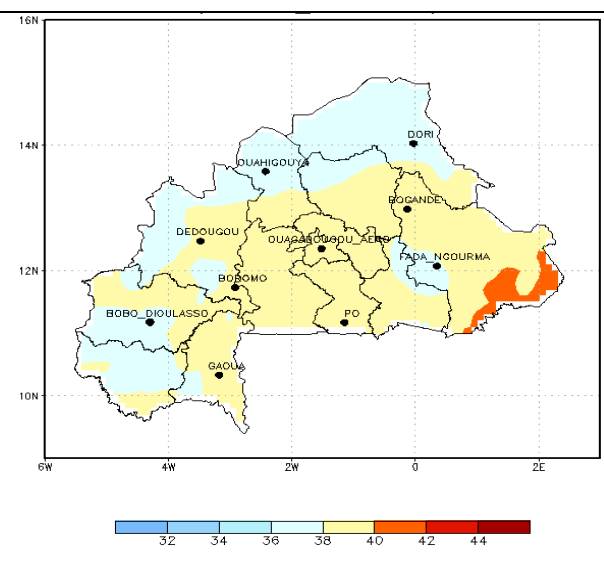 16N
14N
DORI
OUAHIGOUYA
BOGANDE
DEDOUGOU
OUAGADOUGOU_AERO
FADA_NGOURMA
12N
BOROMO
BOBO_DIOULASSO
PO
GAOUA
10N
6W 4W 2W 0 2E
32 34 36 38 40 42 44